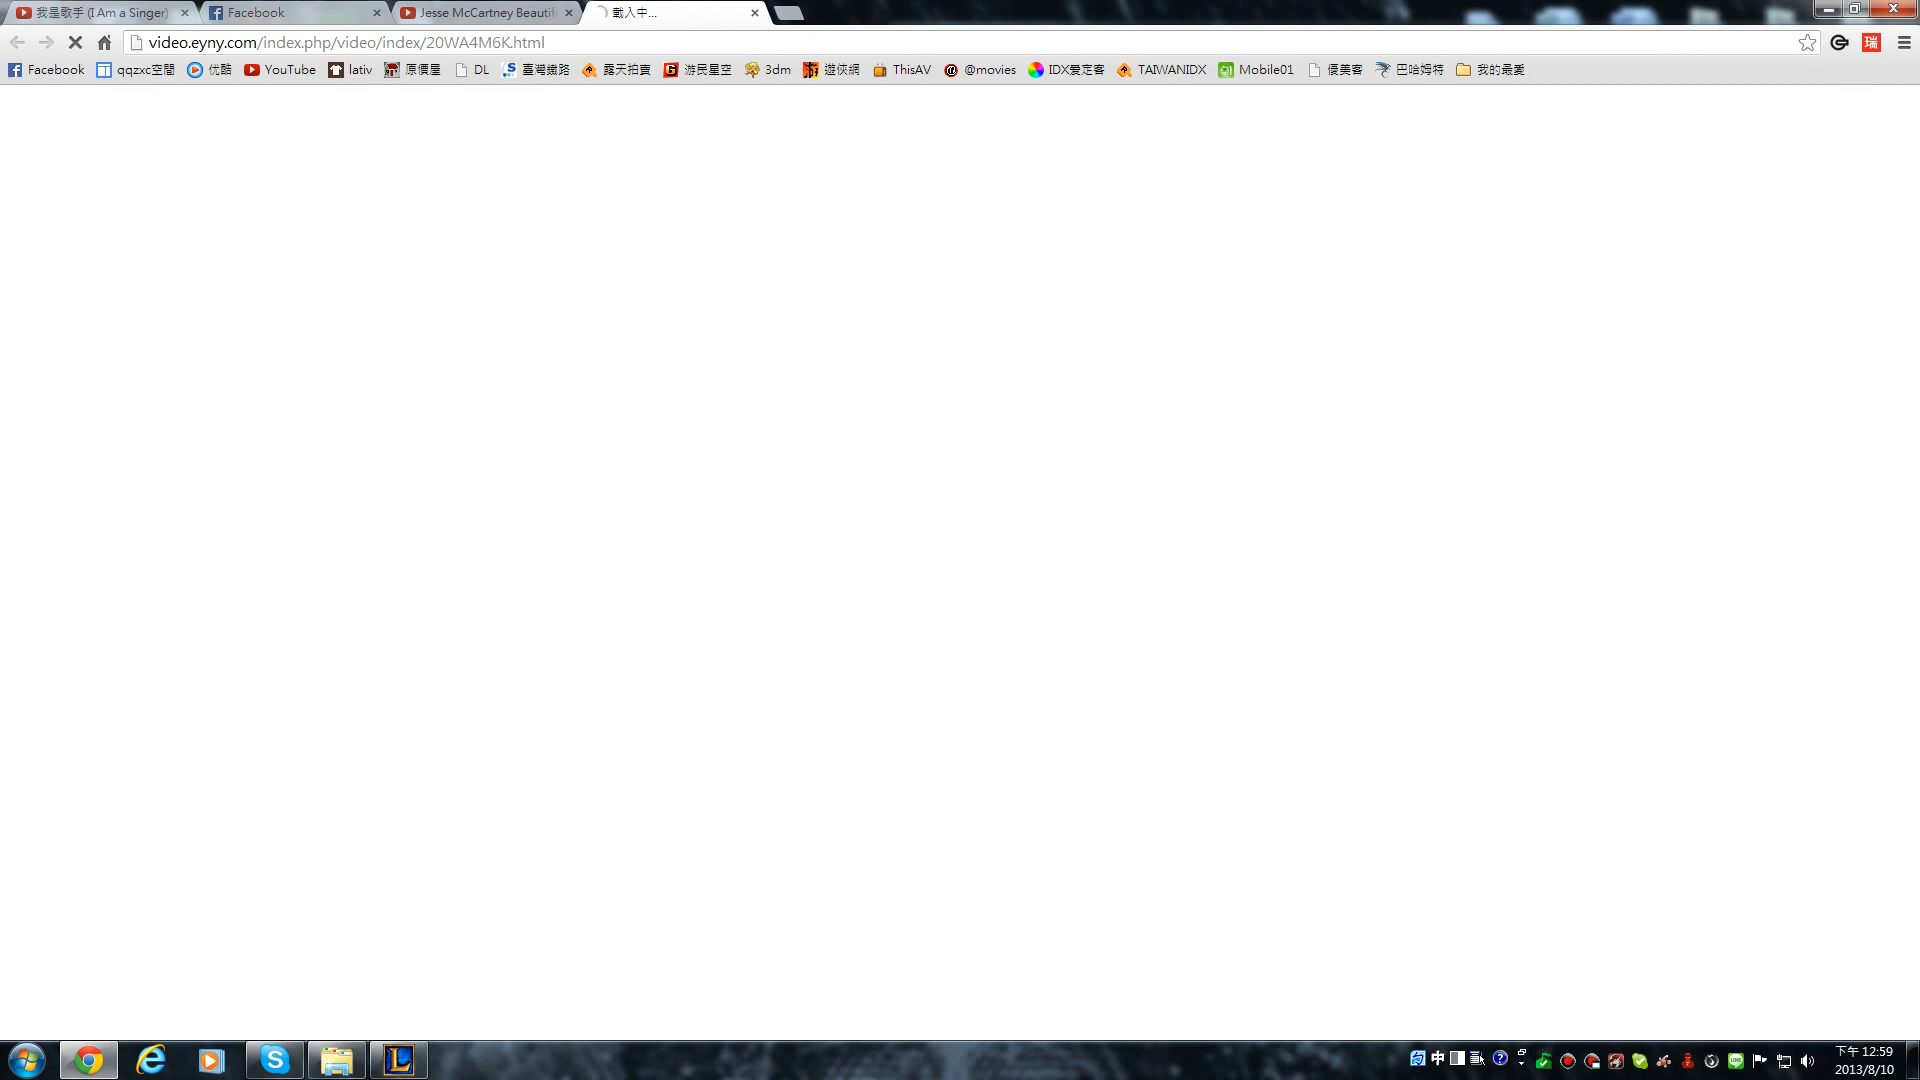 我是歌手 (I Am a Singer)
Facebook
Jesse McCartney Beautif
載入中...
video.eyny.com/index.php/video/index/20WA4M6K.html
Facebook
qqzxc空間
优酷
YouTube
lativ
原價屋
DL
臺灣鐵路
露天拍賣
游民星空
3dm
遊俠網
ThisAV
@movies
IDX愛定客
TAIWANIDX
Mobile01
優美客
巴哈姆特
我的最愛
中
下午 12:59
2013/8/10